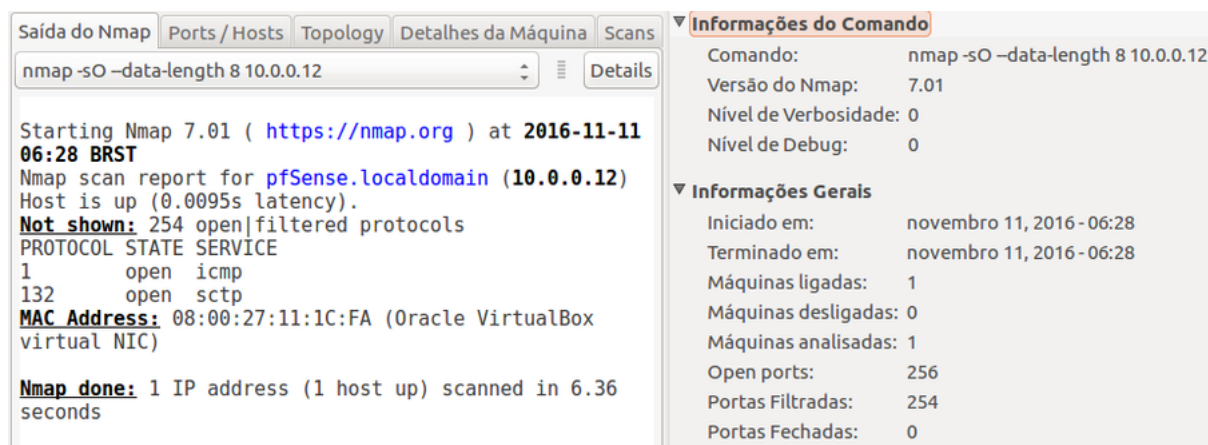 Saída do Nmap Ports / Hosts Topology Detalhes da Máquina Scans
nmap -sO –data-length 8 10.0.0.12 Details
Starting Nmap 7.01 ( https://nmap.org ) at 2016-11-11
06:28 BRST
Nmap scan report for pfSense.localdomain (10.0.0.12)
Host is up (0.0095s latency).
Not shown: 254 open|filtered protocols
PROTOCOL STATE SERVICE
1 open icmp
132 open sctp
MAC Address: 08:00:27:11:1C:FA (Oracle VirtualBox
virtual NIC)
Nmap done: 1 IP address (1 host up) scanned in 6.36
seconds
Informações do Comando
Comando: nmap -sO –data-length 8 10.0.0.12
Versão do Nmap: 7.01
Nível de Verbosidade: 0
Nível de Debug: 0
Informações Gerais
Iniciado em: novembro 11, 2016 - 06:28
Terminado em: novembro 11, 2016 - 06:28
Máquinas ligadas: 1
Máquinas desligadas: 0
Máquinas analisadas: 1
Open ports: 256
Portas Filtradas: 254
Portas Fechadas: 0